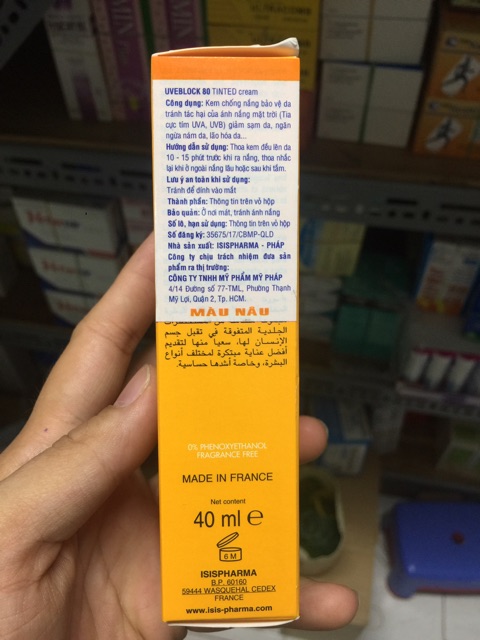 UVEBLOCK 80 TINTED cream
Công dụng: Kem chống nắng bảo vệ da
tránh tác hại của ánh nắng mặt trời (Tia
cực tím UVA, UVB) giảm sạm da, ngăn
ngừa nám da, lão hóa da...
Hướng dẫn sử dụng: Thoa kem đều lên da
10 - 15 phút trước khi ra nắng, thoa nhắc
lại khi ở ngoài nắng lâu hoặc sau khi tắm.
Lưu ý an toàn khi sử dụng:
Tránh để dính vào mắt
Thành phần: Thông tin trên vỏ hộp
Bảo quản: Ở nơi mát, tránh ánh nắng
Số lô, hạn sử dụng: Thông tin trên vỏ hộp
Số đăng ký: 35675/17/CBMP-QLD
Nhà sản xuất: ISISPHARMA - PHÁP
Công ty chịu trách nhiệm đưa sản
phẩm ra thị trường:
CÔNG TY TNHH MỸ PHẨM MỸ PHÁP
4/14 Đường số 77-TML, Phường Thạnh
Mỹ Lợi, Quận 2, Tp. HCM.
MÀU NÂU
الجلدية المتفوقة في تقبل جسم
الإنسان لها، سعياً منها لتقديم
أفضل عناية مبتكرة لمختلف أنواع
البشرة، وخاصة أشدها حساسية.
0% PHENOXYETHANOL
FRAGRANCE FREE
MADE IN FRANCE
Net content
40 ml ℮
6 M
ISISPHARMA
B.P. 60160
59444 WASQUEHAL CEDEX
FRANCE
www.isis-pharma.com